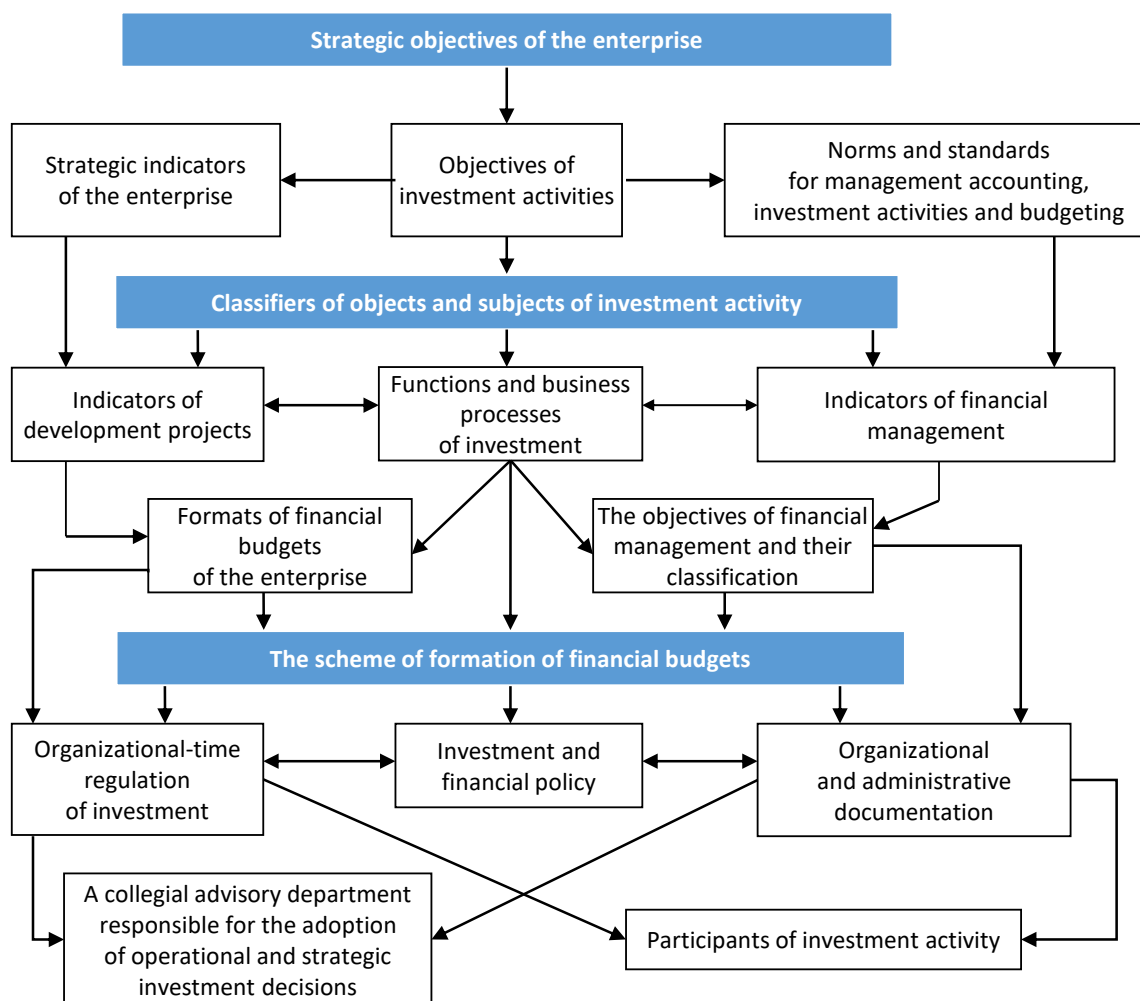 Strategic objectives of the enterprise
Strategic indicators
of the enterprise
Objectives of
investment activities
Norms and standards
for management accounting,
investment activities and budgeting
Classifiers of objects and subjects of investment activity
Indicators of
development projects
Functions and business
processes
of investment
Indicators of financial
management
Formats of financial
budgets
of the enterprise
The objectives of financial
management and their
classification
The scheme of formation of financial budgets
Organizational-time
regulation
of investment
Investment and
financial policy
Organizational
and administrative
documentation
A collegial advisory department
responsible for the adoption
of operational and strategic
investment decisions
Participants of investment activity